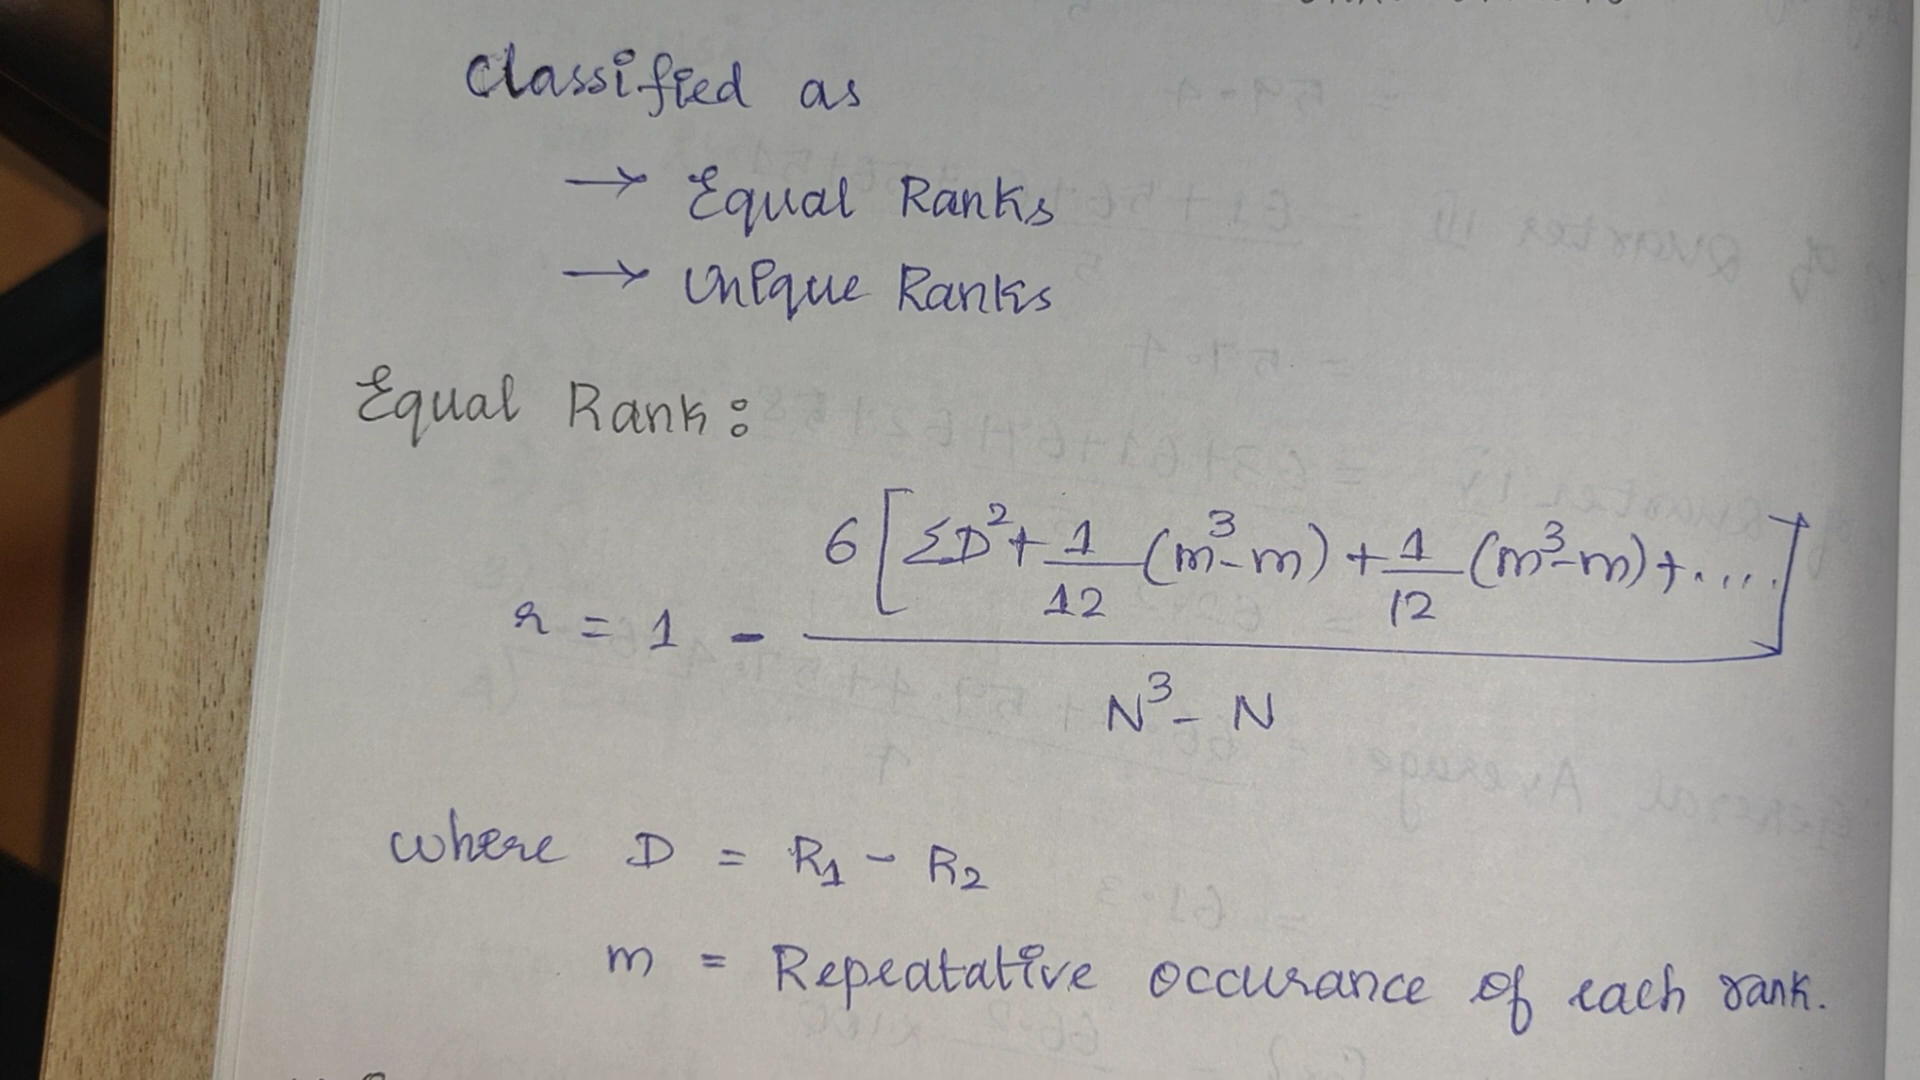 Classified as
→ Equal Ranks
→ Unique Ranks
Equal Rank:
r = 1 - 6[ΣD²+ 1/12 (m³-m) + 1/12 (m³-m)+.....] / N³- N
where D = R₁ - R₂
m = Repeatative occurance of each rank.